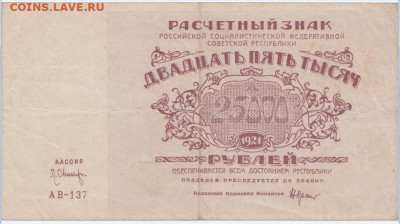 COINS.LAVE.RU
РАСЧЕТНЫЙ ЗНАК
РОССИЙСКОЙ СОЦИАЛИСТИЧЕСКОЙ ФЕДЕРАТИВНОЙ
СОВЕТСКОЙ РЕСПУБЛИКИ
ДВАДЦАТЬ ПЯТЬ ТЫСЯЧ
25000
1921
РУБЛЕЙ
ОБЕСПЕЧИВАЕТСЯ ВСЕМ ДОСТОЯНИЕМ РЕСПУБЛИКИ
ПОДДЕЛКА ПРЕСЛЕДУЕТСЯ ПО ЗАКОНУ
Народный Комиссар Финансов
КАССИР
АВ-137